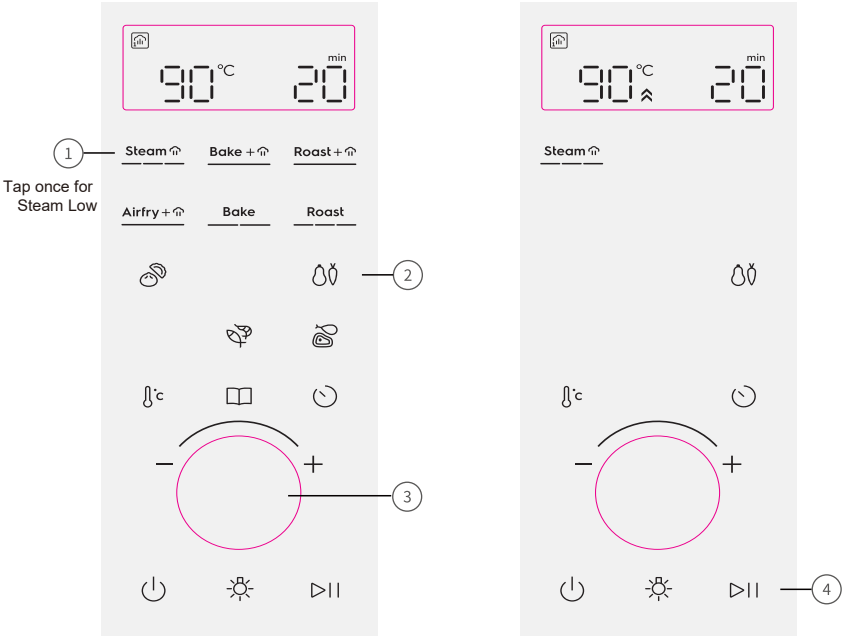 min
90°C 20
1 Steam Bake + Roast +
Tap once for
Steam Low
Airfry + Bake Roast
2
°C
− +
3
min
90°C 20
Steam
°C
− +
4